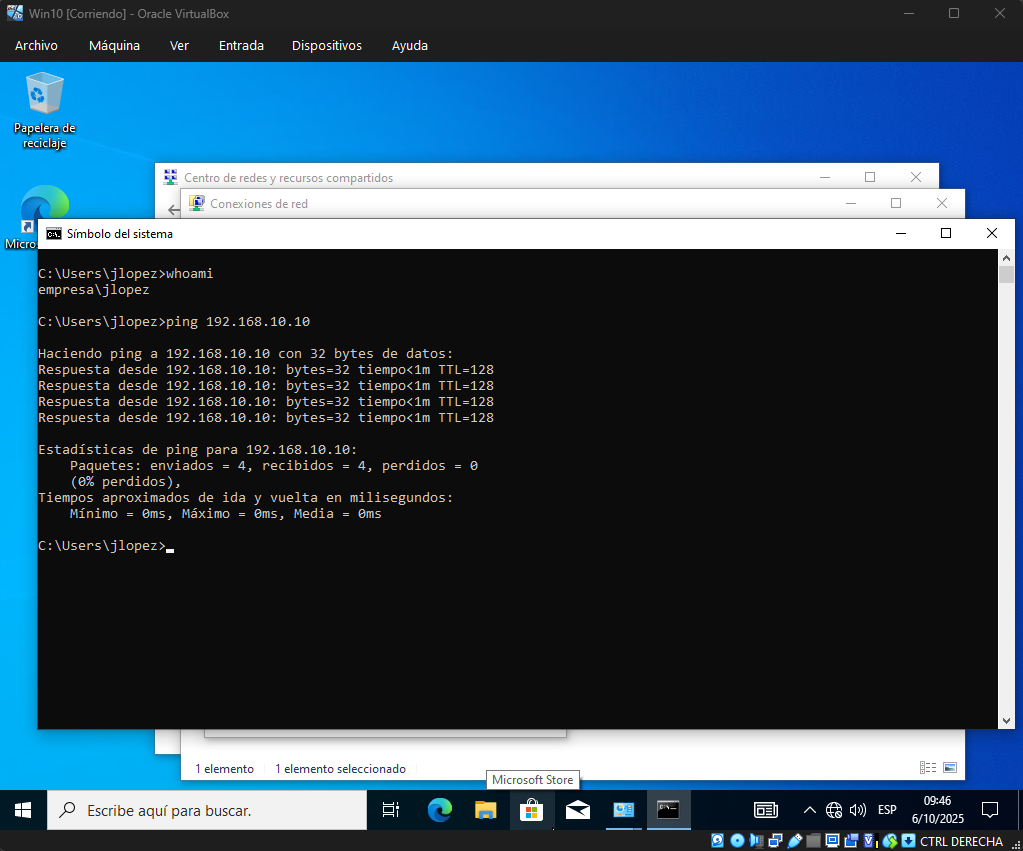 Win10 [Corriendo] - Oracle VirtualBox
Archivo Máquina Ver Entrada Dispositivos Ayuda
Papelera de
reciclaje
Centro de redes y recursos compartidos
Conexiones de red
Micros
Símbolo del sistema
C:\Users\jlopez>whoami
empresa\jlopez
C:\Users\jlopez>ping 192.168.10.10
Haciendo ping a 192.168.10.10 con 32 bytes de datos:
Respuesta desde 192.168.10.10: bytes=32 tiempo<1m TTL=128
Respuesta desde 192.168.10.10: bytes=32 tiempo<1m TTL=128
Respuesta desde 192.168.10.10: bytes=32 tiempo<1m TTL=128
Respuesta desde 192.168.10.10: bytes=32 tiempo<1m TTL=128
Estadísticas de ping para 192.168.10.10:
Paquetes: enviados = 4, recibidos = 4, perdidos = 0
(0% perdidos),
Tiempos aproximados de ida y vuelta en milisegundos:
Mínimo = 0ms, Máximo = 0ms, Media = 0ms
C:\Users\jlopez>
1 elemento 1 elemento seleccionado
Microsoft Store
Escribe aquí para buscar.
ESP
09:46
6/10/2025
CTRL DERECHA